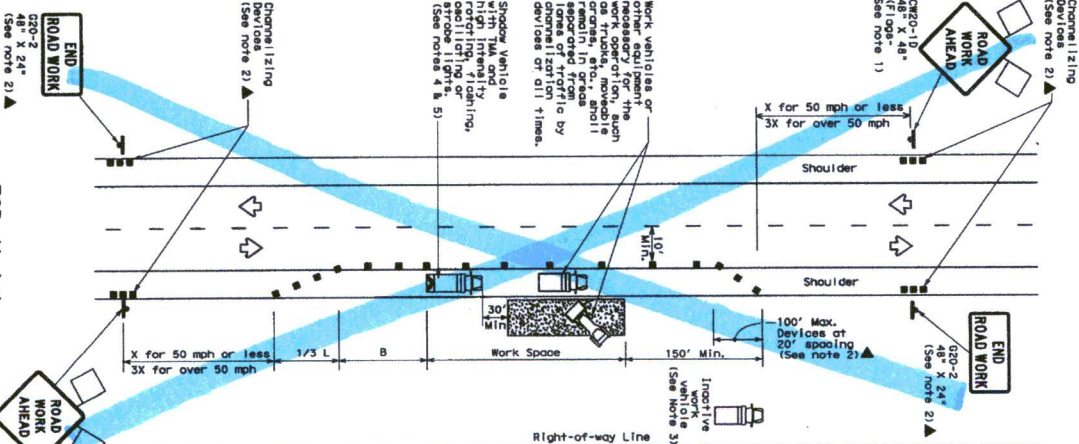 Channelizing
Devices
(See note 2)▲
CW20-1D
48" X 48"
(Flags-
See note 1)
ROAD
WORK
AHEAD
X for 50 mph or less
3X for over 50 mph
Shoulder
Work vehicles or
other equipment
necessary for the
work operation, such
as trucks, moveable
cranes, etc., shall
remain in areas
separated from
lanes of traffic by
channelization
devices at all times.
Shadow Vehicle
with TMA and
high intensity
rotating, flashing,
oscillating or
strobe lights.
(See notes 4 & 5)
Channelizing
Devices
(See note 2)▲
END
ROAD WORK
G20-2
48" X 24"
(See note 2)▲
10'
Min.
Shoulder
30'
Min
100' Max.
Devices at
20' spacing
(See note 2)▲
END
ROAD WORK
G20-2
48" X 24"
(See note 2)▲
X for 50 mph or less
3X for over 50 mph
1/3 L
B
Work Space
150' Min.
Inactive
work
vehicle
(See Note 3)
ROAD
WORK
AHEAD
Right-of-way Line